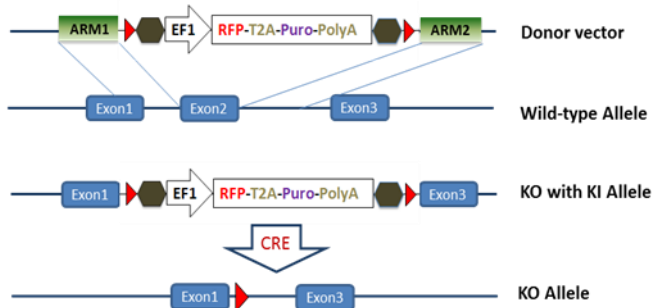 ARM1 EF1 RFP-T2A-Puro-PolyA ARM2 Donor vector
Exon1 Exon2 Exon3 Wild-type Allele
Exon1 EF1 RFP-T2A-Puro-PolyA Exon3 KO with KI Allele
CRE
Exon1 Exon3 KO Allele